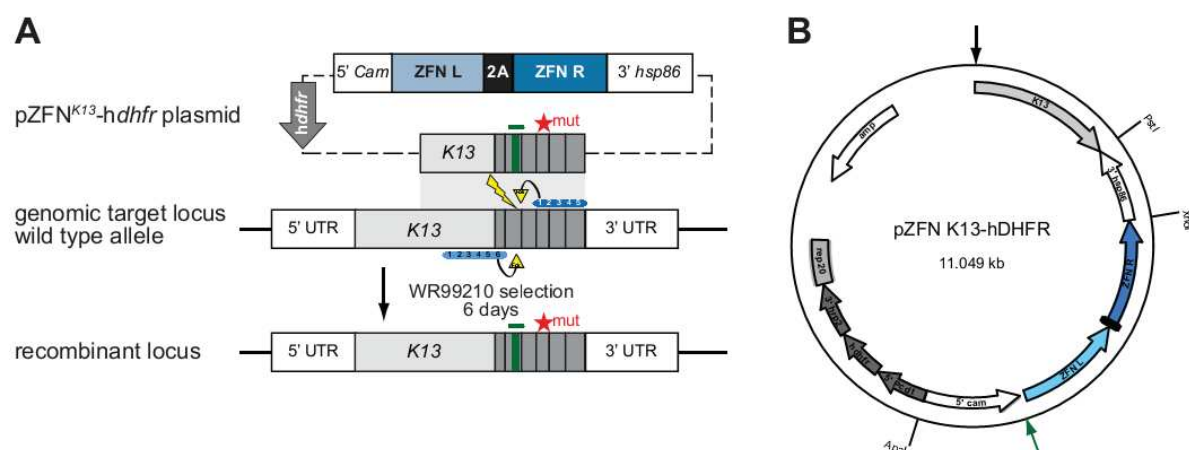 A
5' Cam ZFN L 2A ZFN R 3' hsp86
hdhfr
pZFNK13-hdhfr plasmid
mut
K13
1 2 3 4 5
genomic target locus
wild type allele
5' UTR K13 3' UTR
1 2 3 4 5 6
WR99210 selection
6 days
mut
recombinant locus
5' UTR K13 3' UTR
B
K13
PstI
amp
3' hsp86
pZFN K13-hDHFR
11.049 kb
ZFN R
rep20
3' hrp2
hdhfr
ZFN L
5' cam